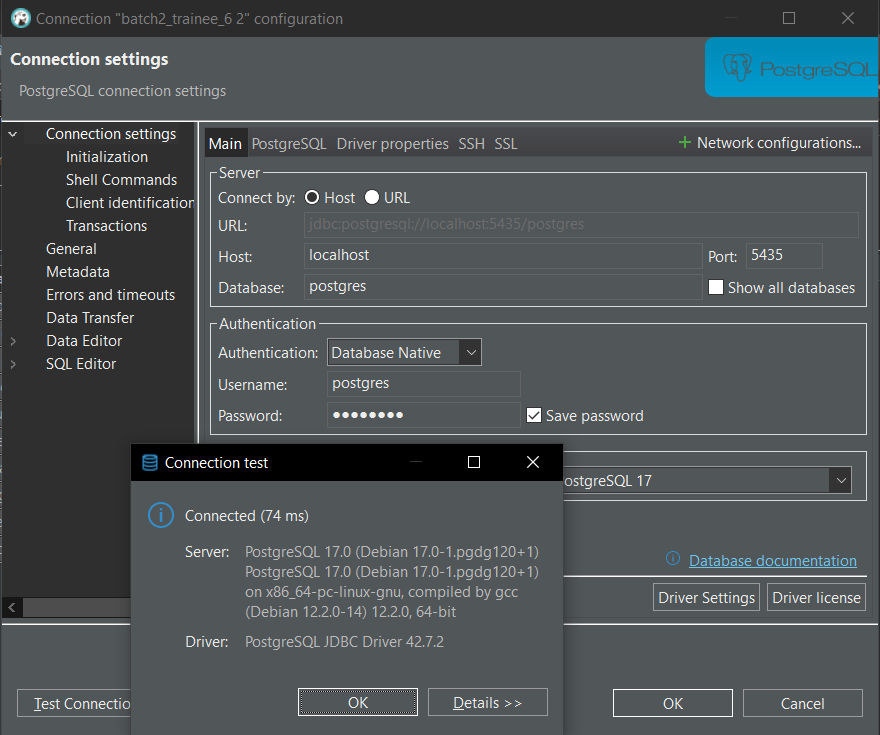 Connection "batch2_trainee_6 2" configuration
Connection settings
PostgreSQL connection settings
PostgreSQL
Connection settings
Initialization
Shell Commands
Client identification
Transactions
General
Metadata
Errors and timeouts
Data Transfer
Data Editor
SQL Editor
Main PostgreSQL Driver properties SSH SSL
+ Network configurations...
Server
Connect by: Host URL
URL: jdbc:postgresql://localhost:5435/postgres
Host: localhost Port: 5435
Database: postgres Show all databases
Authentication
Authentication: Database Native
Username: postgres
Password: •••••••• Save password
ostgreSQL 17
Database documentation
Driver Settings Driver license
Connection test
Connected (74 ms)
Server: PostgreSQL 17.0 (Debian 17.0-1.pgdg120+1)
PostgreSQL 17.0 (Debian 17.0-1.pgdg120+1)
on x86_64-pc-linux-gnu, compiled by gcc
(Debian 12.2.0-14) 12.2.0, 64-bit
Driver: PostgreSQL JDBC Driver 42.7.2
OK Details >>
Test Connectio
OK Cancel